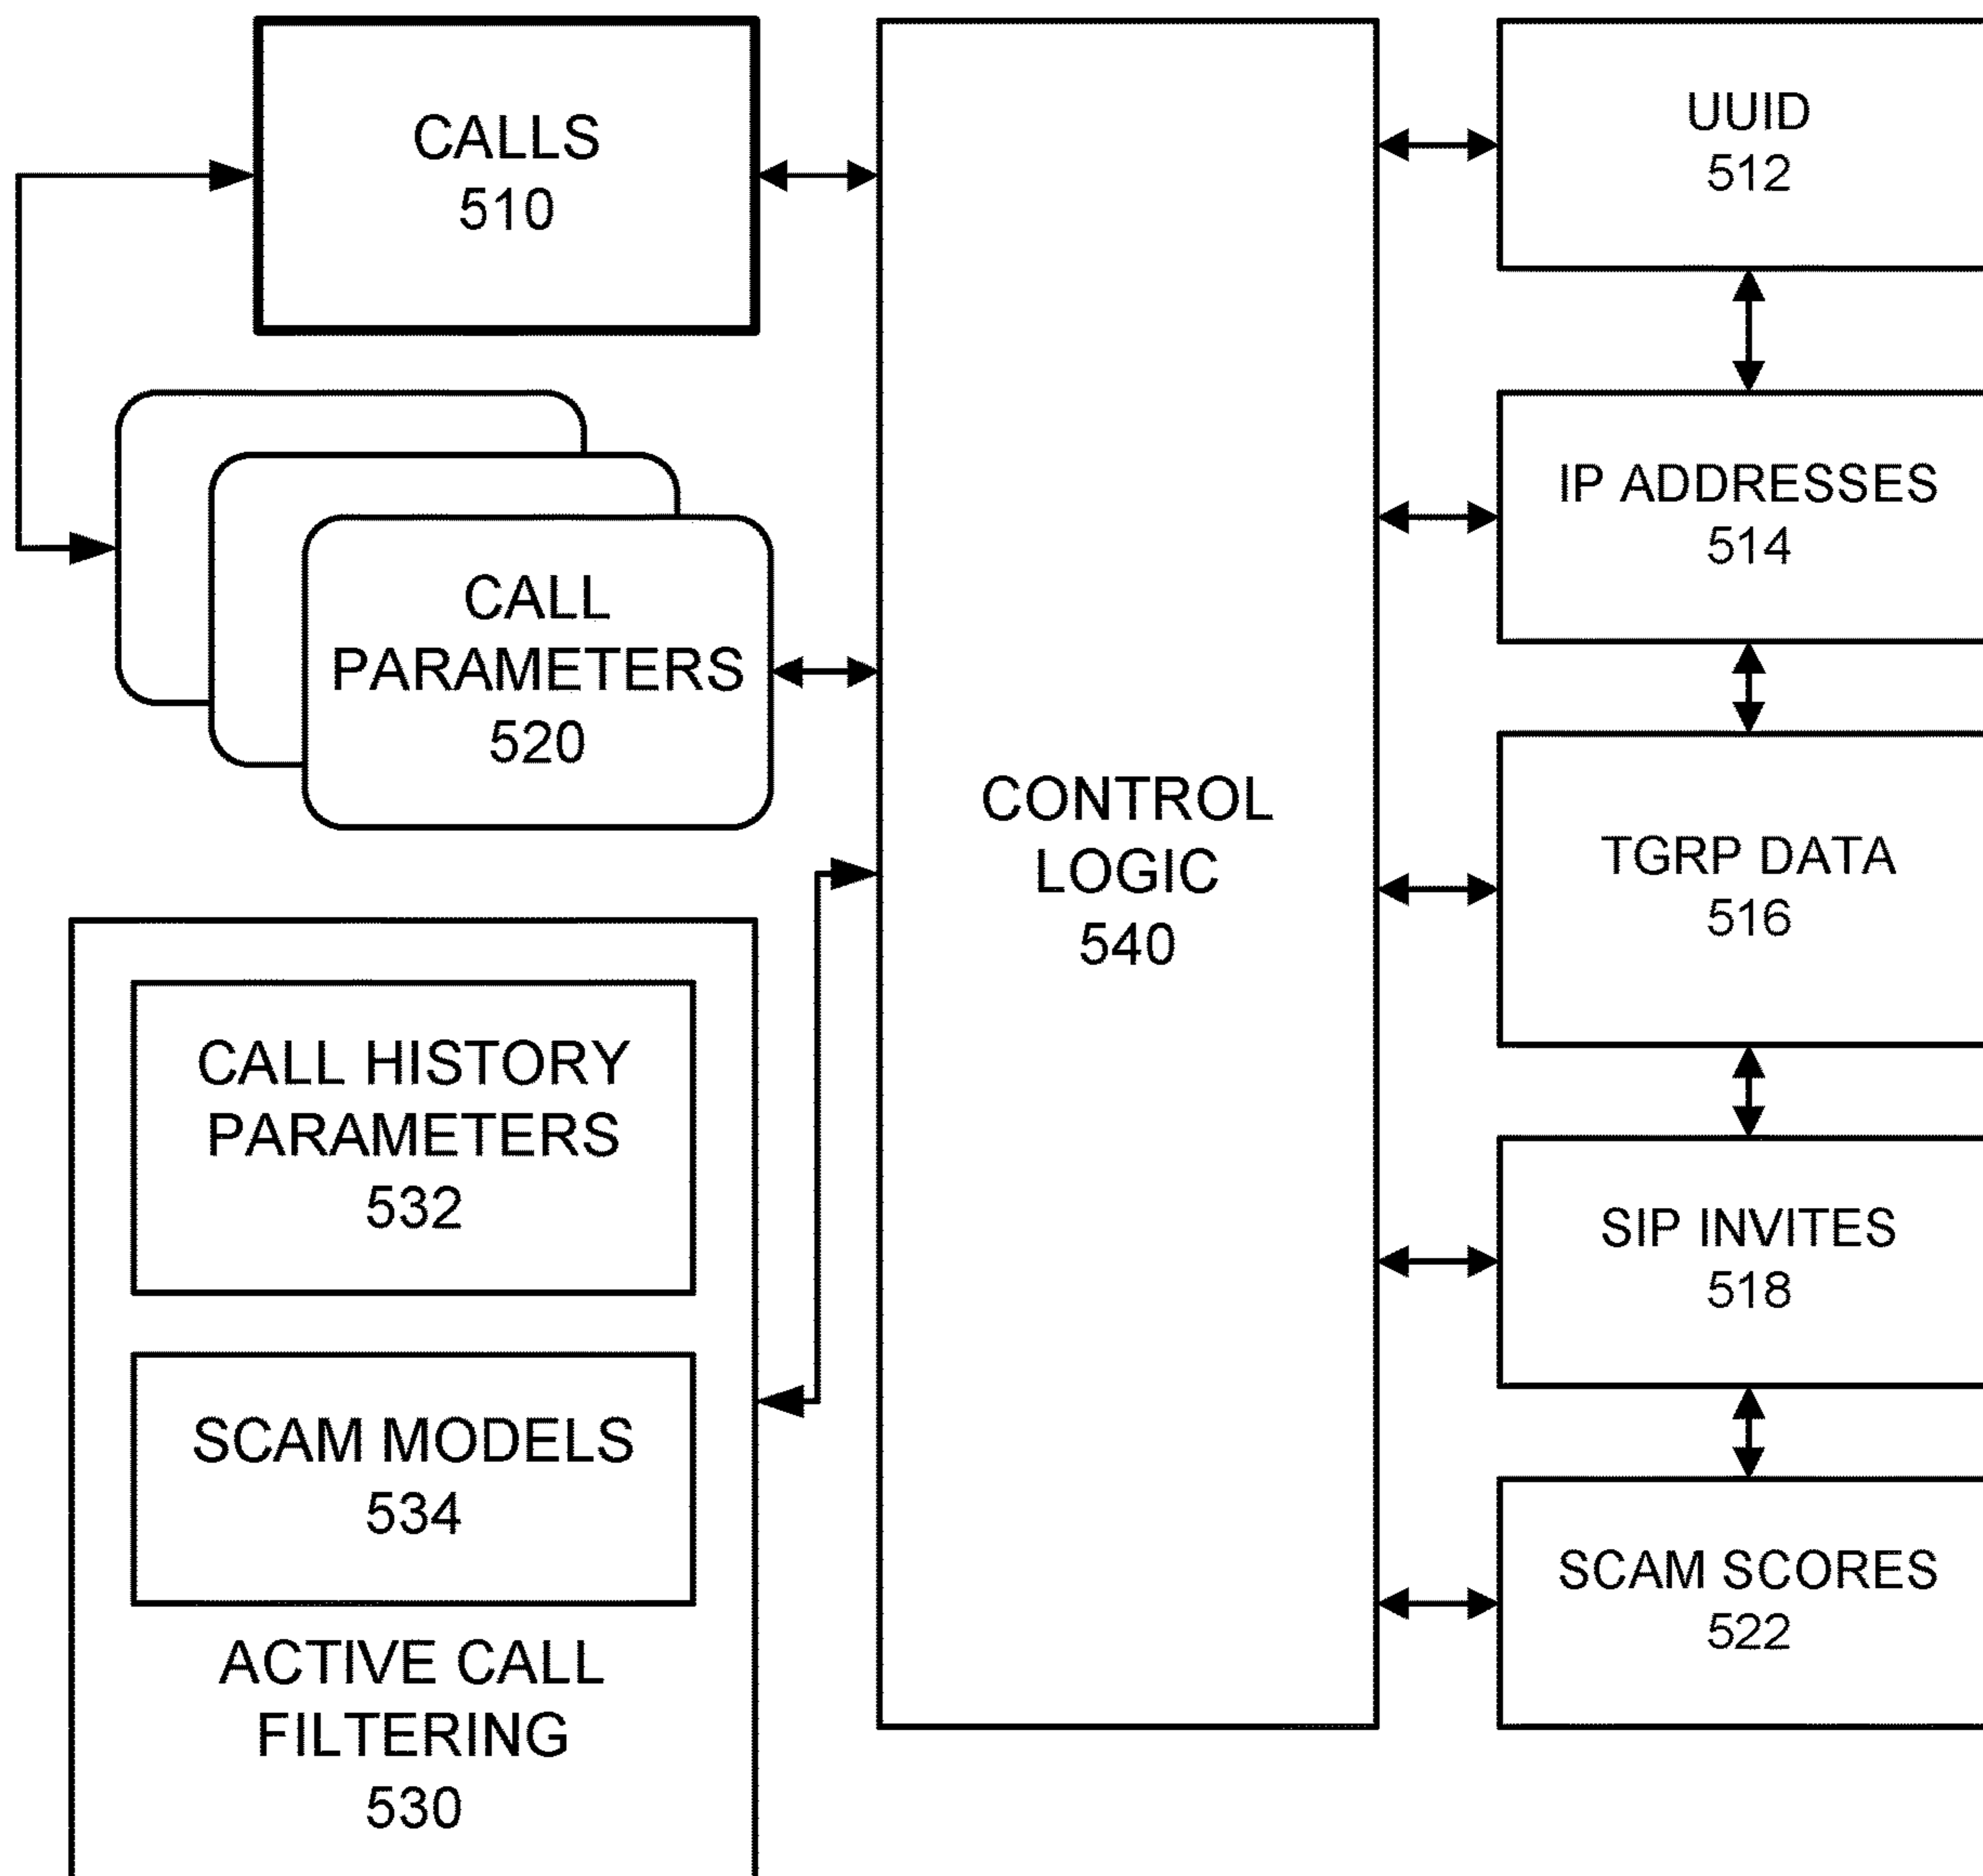 CALLS
510
CALL
PARAMETERS
520
CALL HISTORY
PARAMETERS
532
SCAM MODELS
534
ACTIVE CALL
FILTERING
530
CONTROL
LOGIC
540
UUID
512
IP ADDRESSES
514
TGRP DATA
516
SIP INVITES
518
SCAM SCORES
522